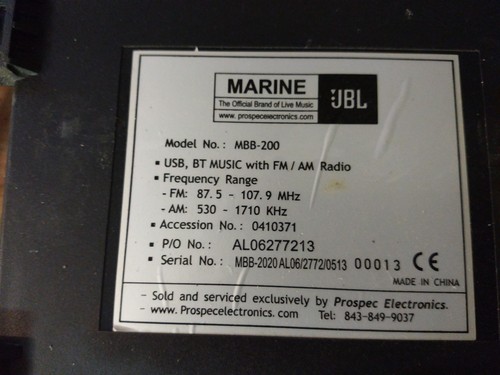 MARINE
The Official Brand of Live Music
www.prospecelectronics.com
JBL
Model No.: MBB-200
▪ USB, BT MUSIC with FM / AM Radio
▪ Frequency Range
- FM: 87.5 ~ 107.9 MHz
- AM: 530 ~ 1710 KHz
▪ Accession No.: 0410371
▪ P/O No.: AL06277213
▪ Serial No.: MBB-2020AL06/2772/0513 00013 CE
MADE IN CHINA
- Sold and serviced exclusively by Prospec Electronics.
- www. Prospecelectronics.com Tel: 843-849-9037